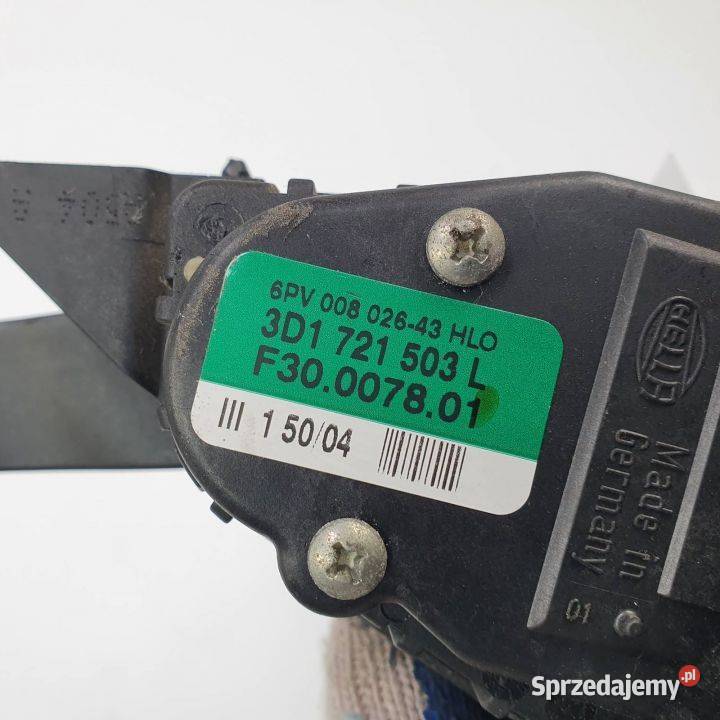 6PV 008 026-43 HLO
3D1 721 503 L
F30.0078.01
III 1 50/04
HELLA
Made in
Germany
01
Sprzedajemy.pl